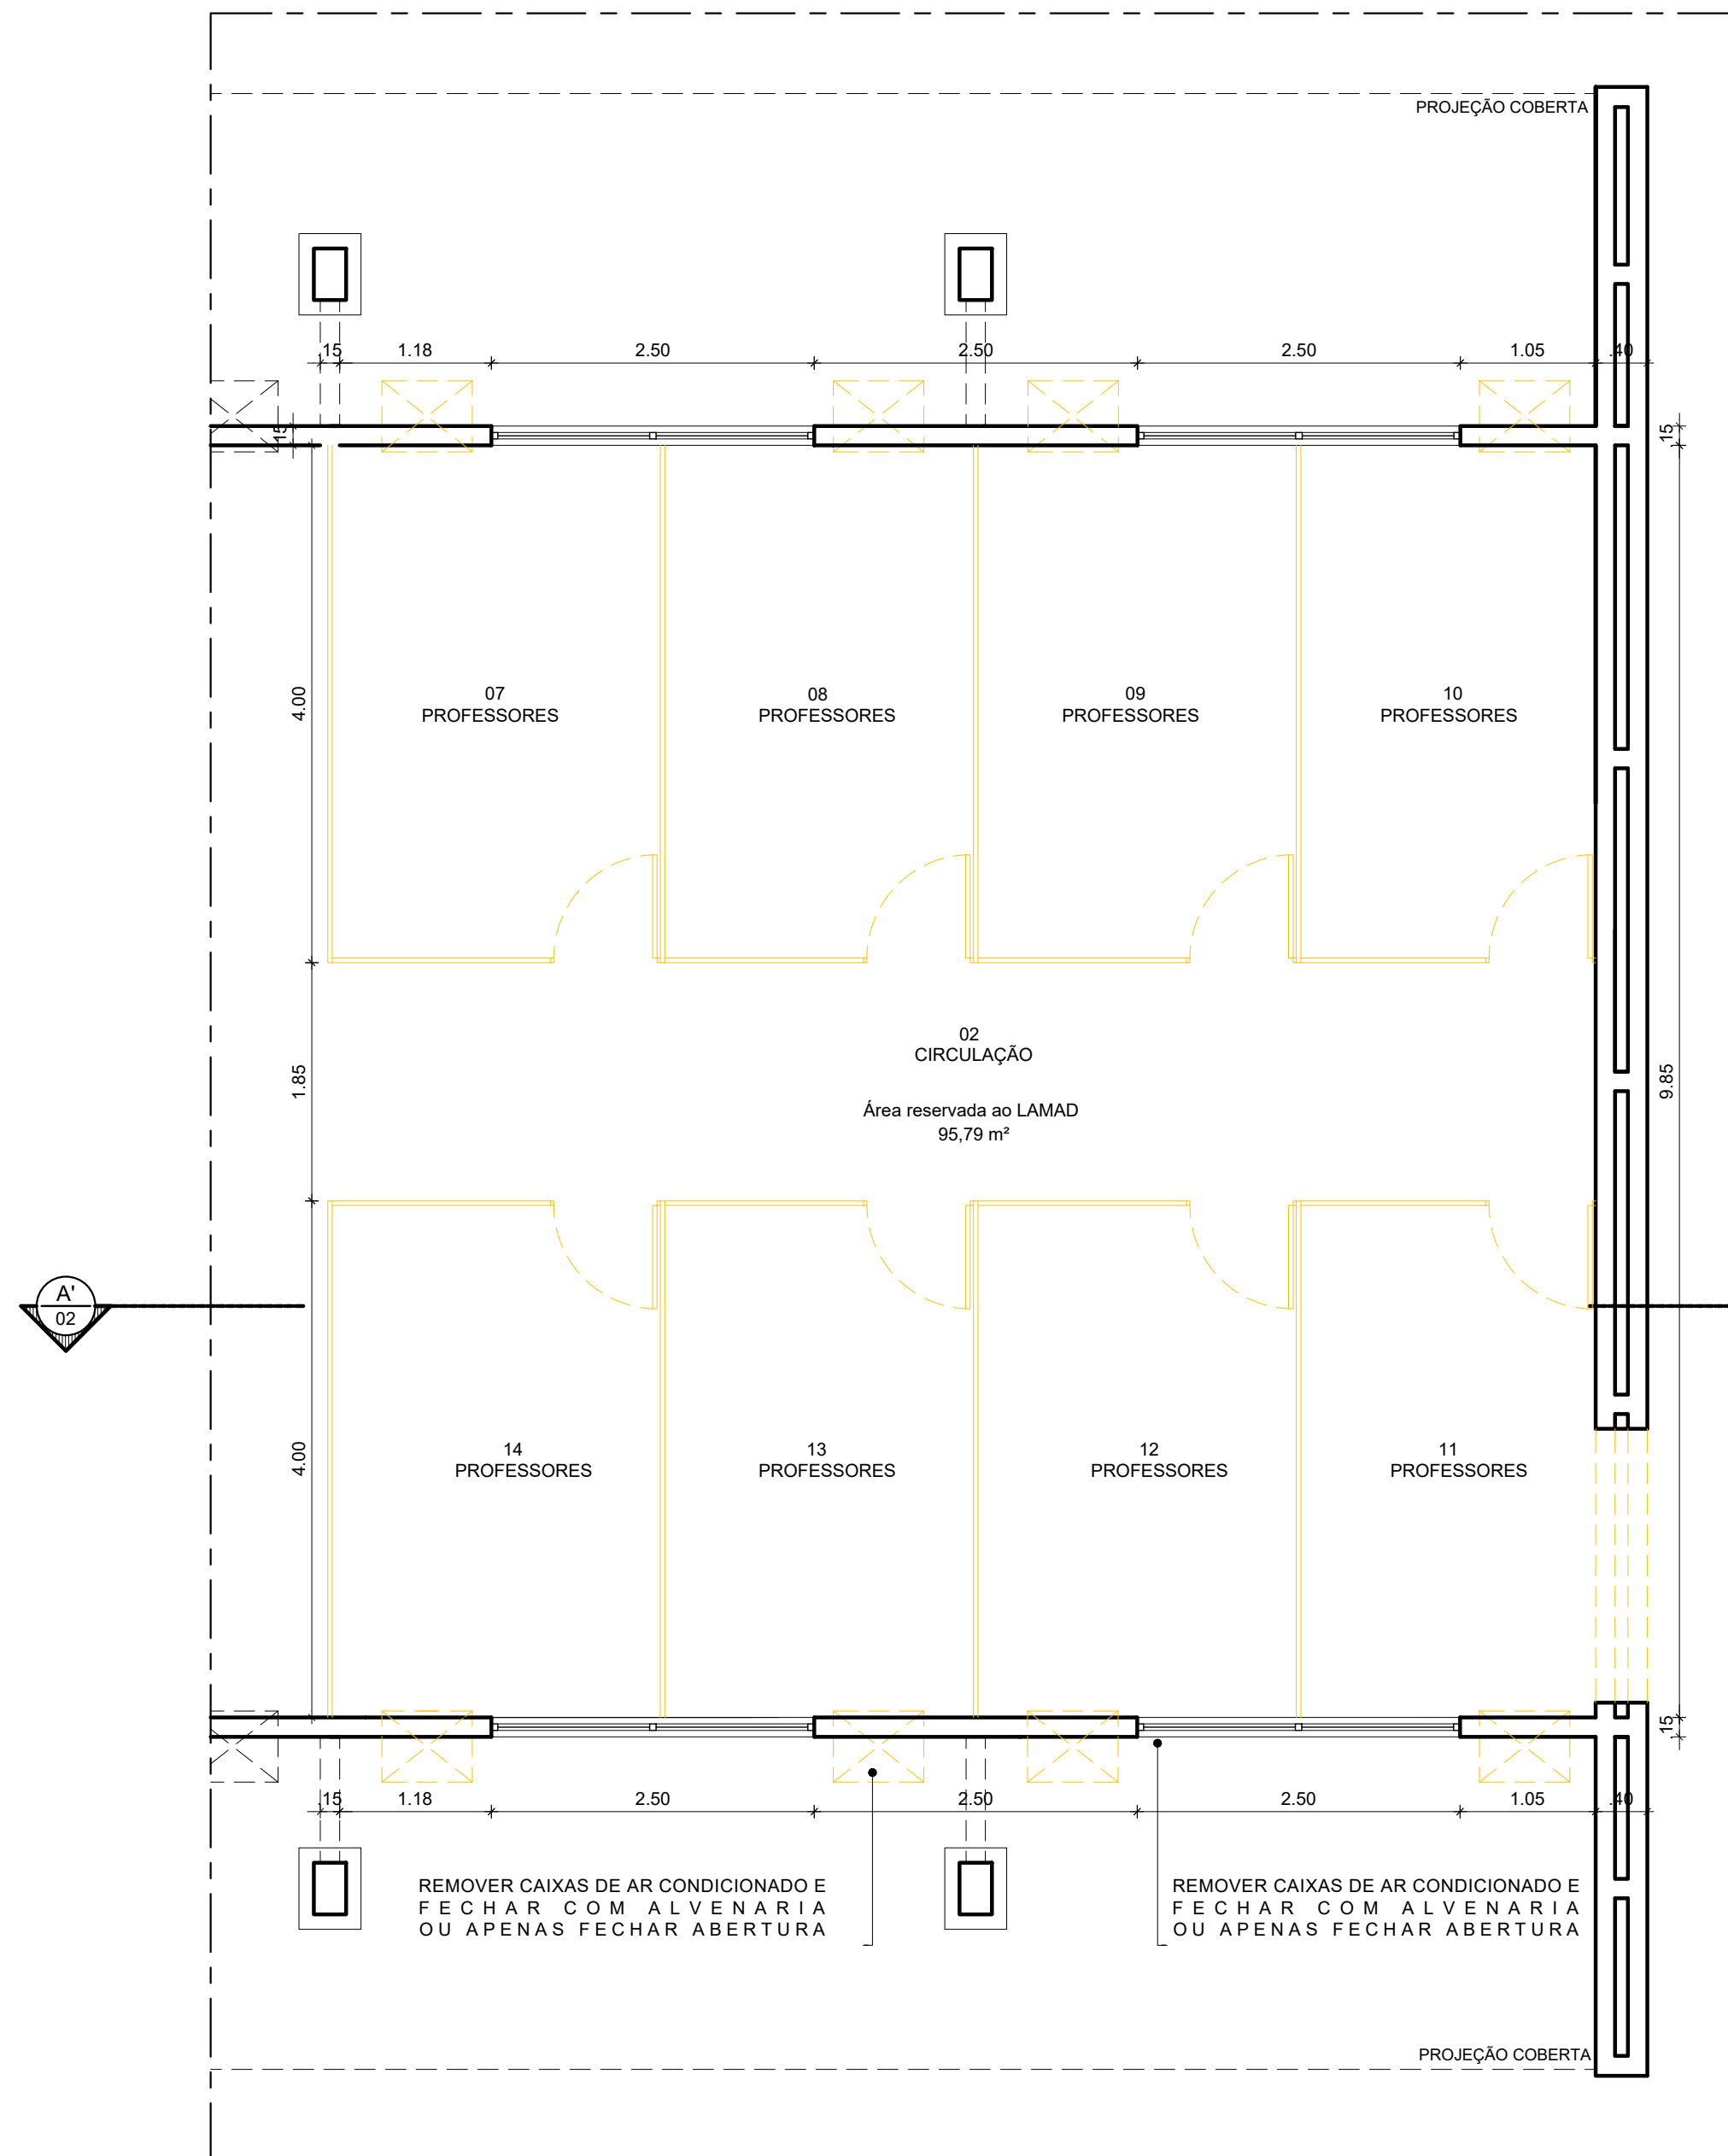 PROJEÇÃO COBERTA
.15 1.18 2.50 2.50 2.50 1.05 .40
.15
.15
4.00
07
PROFESSORES
08
PROFESSORES
09
PROFESSORES
10
PROFESSORES
1.85
02
CIRCULAÇÃO
Área reservada ao LAMAD
95,79 m²
9.85
A'
02
4.00
14
PROFESSORES
13
PROFESSORES
12
PROFESSORES
11
PROFESSORES
.15
.15 1.18 2.50 2.50 2.50 1.05 .40
REMOVER CAIXAS DE AR CONDICIONADO E
FECHAR COM ALVENARIA
OU APENAS FECHAR ABERTURA
REMOVER CAIXAS DE AR CONDICIONADO E
FECHAR COM ALVENARIA
OU APENAS FECHAR ABERTURA
PROJEÇÃO COBERTA